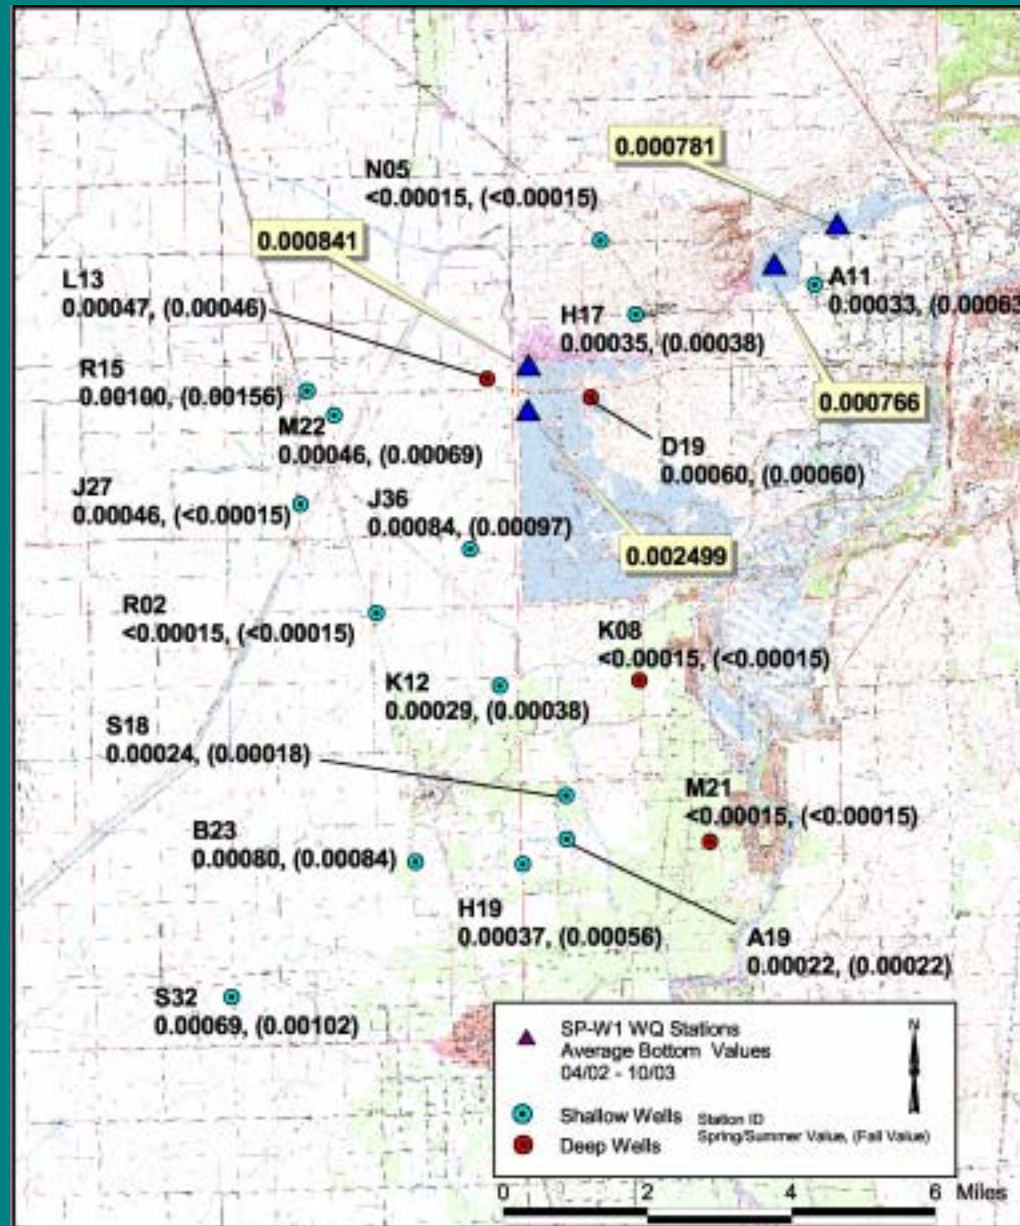 0.000781
N05
<0.00015, (<0.00015)
0.000841
L13
0.00047, (0.00046)
A11
0.00033, (0.00063
H17
0.00035, (0.00038)
R15
0.00100, (0.00156)
0.000766
M22
0.00046, (0.00069)
D19
0.00060, (0.00060)
J27
0.00046, (<0.00015)
J36
0.00084, (0.00097)
0.002499
R02
<0.00015, (<0.00015)
K08
<0.00015, (<0.00015)
K12
0.00029, (0.00038)
S18
0.00024, (0.00018)
M21
<0.00015, (<0.00015)
B23
0.00080, (0.00084)
H19
0.00037, (0.00056)
A19
0.00022, (0.00022)
S32
0.00069, (0.00102)
SP-W1 WQ Stations
Average Bottom Values
04/02 - 10/03
N
Shallow Wells
Deep Wells
Station ID
Spring/Summer Value, (Fall Value)
0 2 4 6 Miles